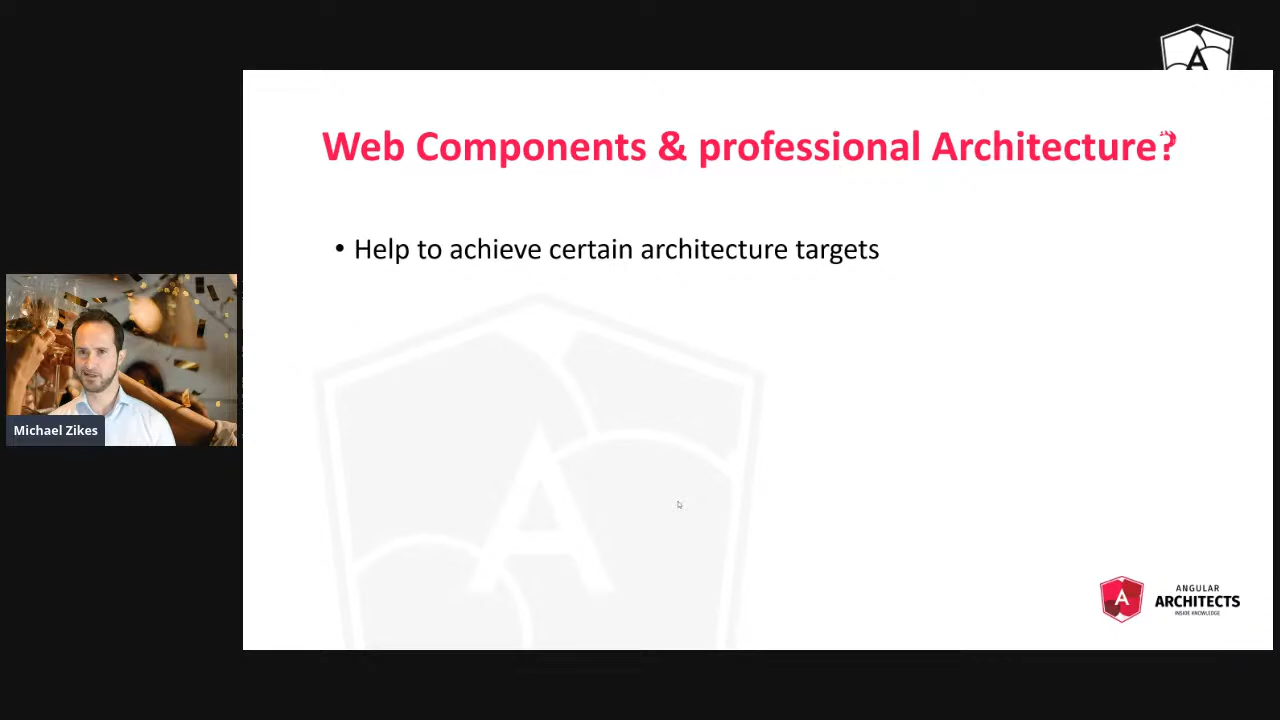 Web Components & professional Architecture?
• Help to achieve certain architecture targets
Michael Zikes
A
A
A
ANGULAR
ARCHITECTS
INSIDE KNOWLEDGE